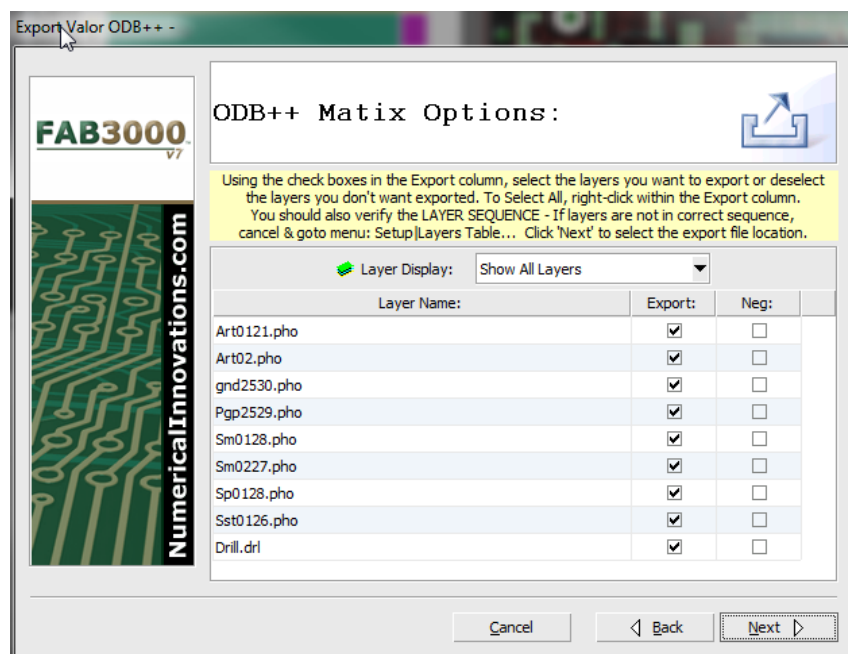 Export Valor ODB++ -
FAB3000
v7
NumericalInnovations.com
ODB++ Matix Options:
Using the check boxes in the Export column, select the layers you want to export or deselect
the layers you don't want exported. To Select All, right-click within the Export column.
You should also verify the LAYER SEQUENCE - If layers are not in correct sequence,
cancel & goto menu: Setup|Layers Table... Click 'Next' to select the export file location.
Layer Display: Show All Layers
Layer Name: Export: Neg:
Art0121.pho
Art02.pho
gnd2530.pho
Pgp2529.pho
Sm0128.pho
Sm0227.pho
Sp0128.pho
Sst0126.pho
Drill.drl
Cancel Back Next